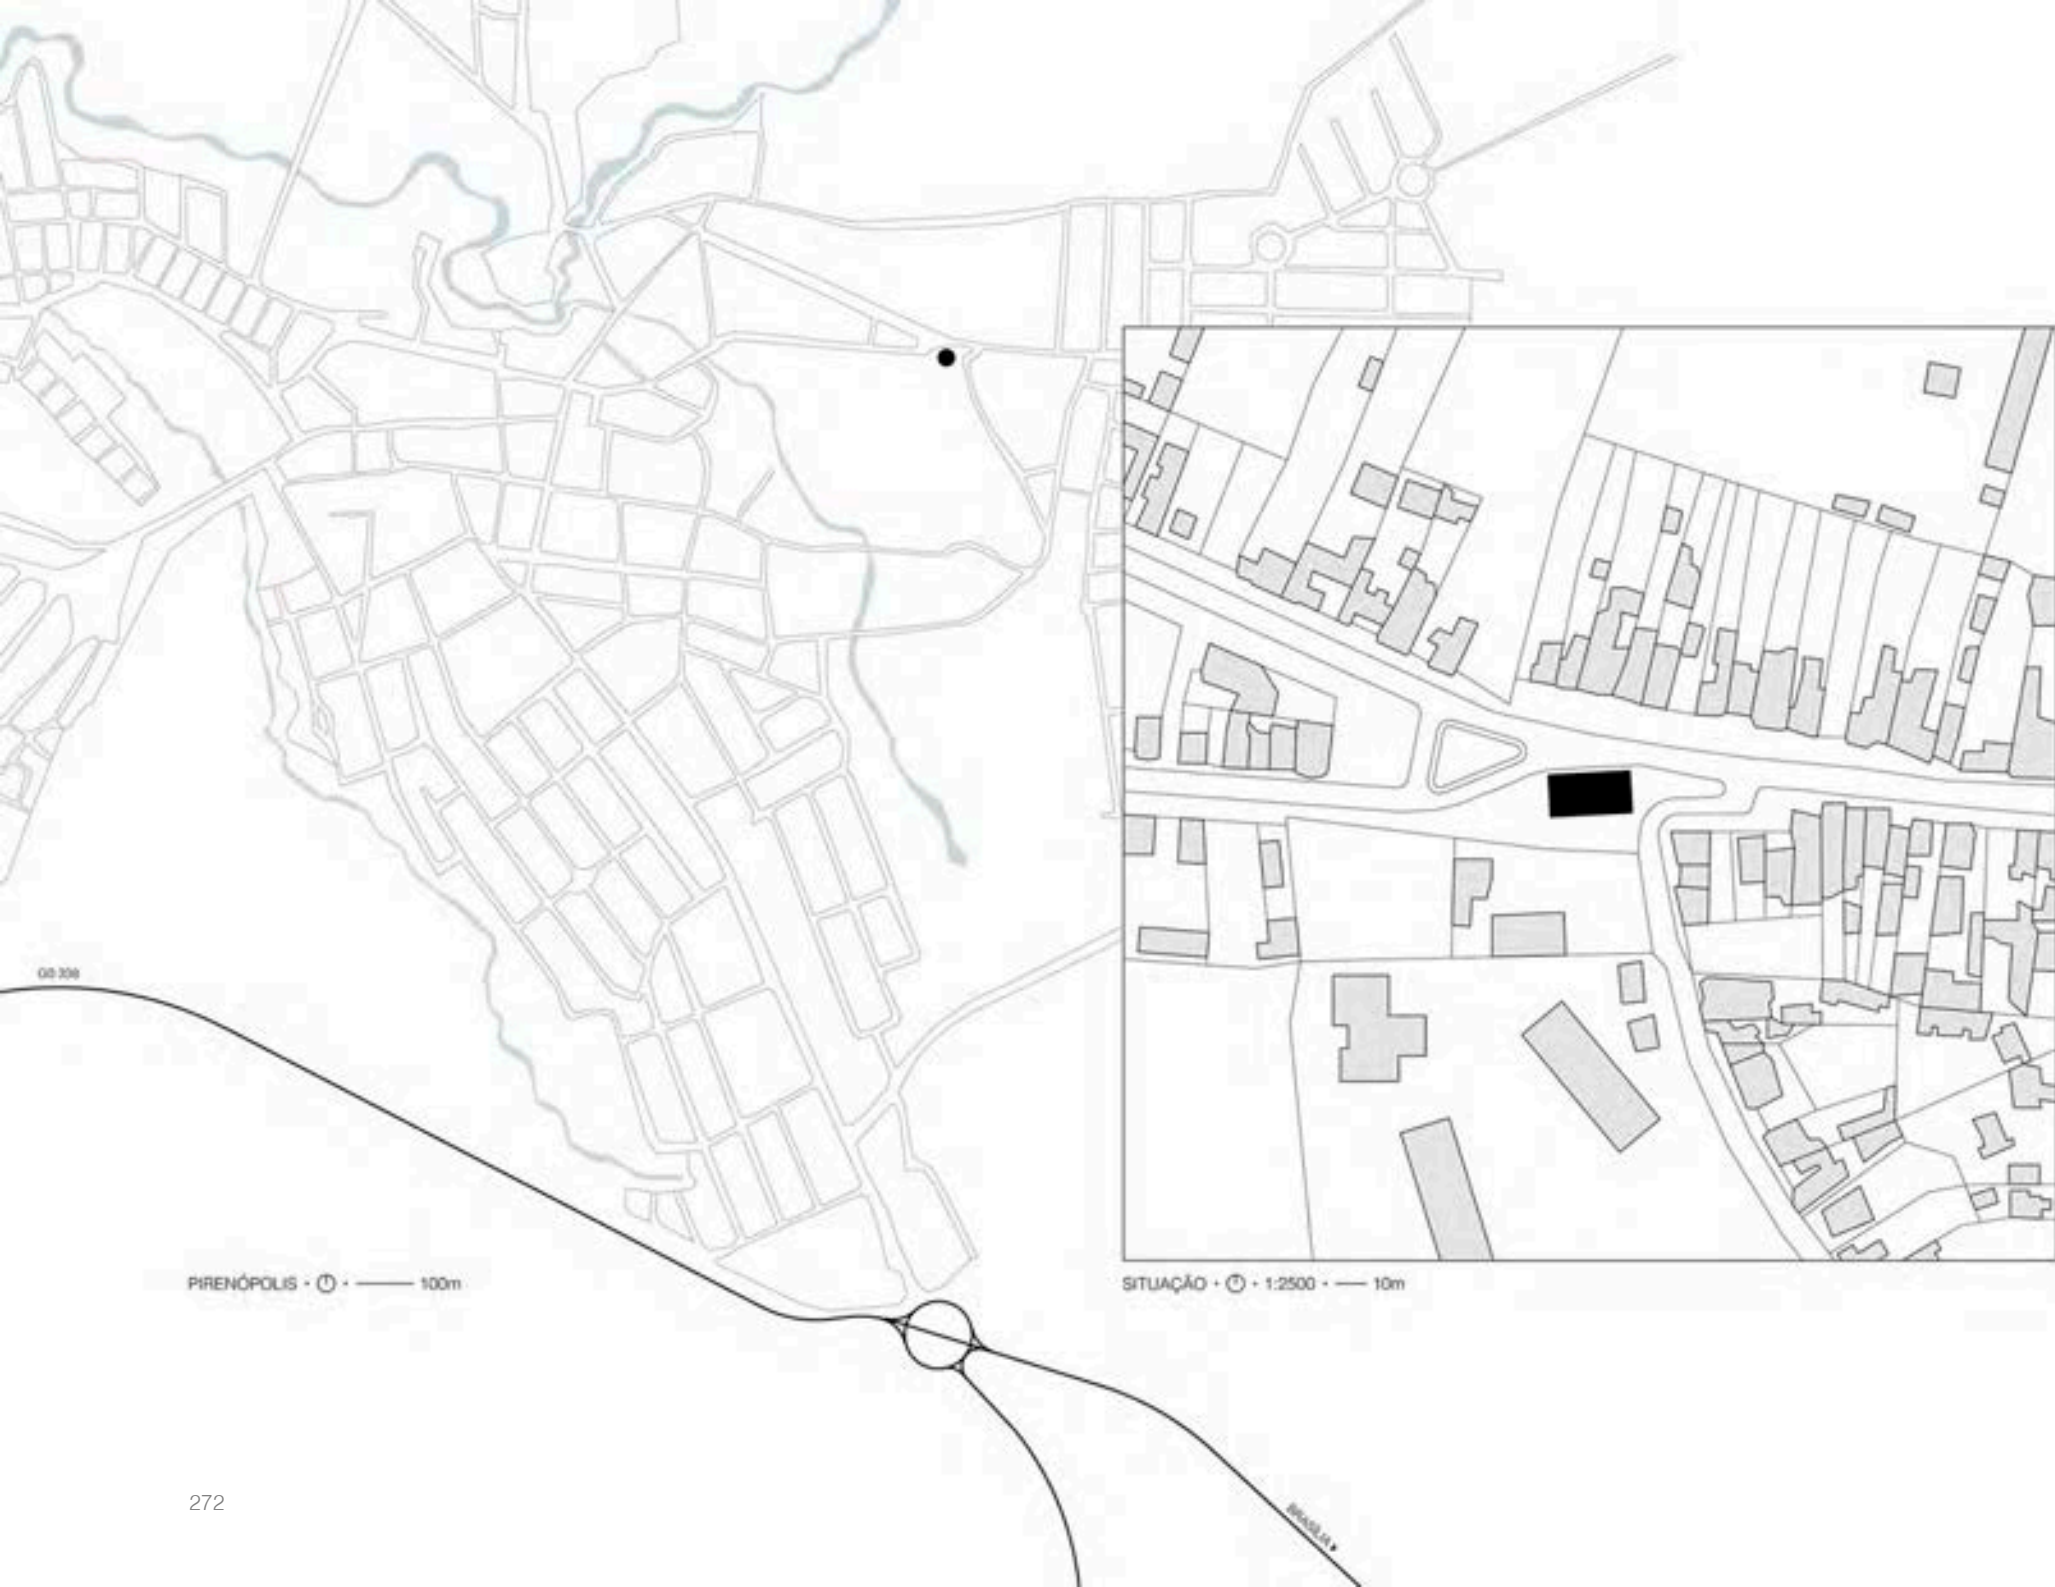 GO 338
PIRENÓPOLIS · · 100m
SITUAÇÃO · · 1:2500 · 10m
BRASÍLIA
272